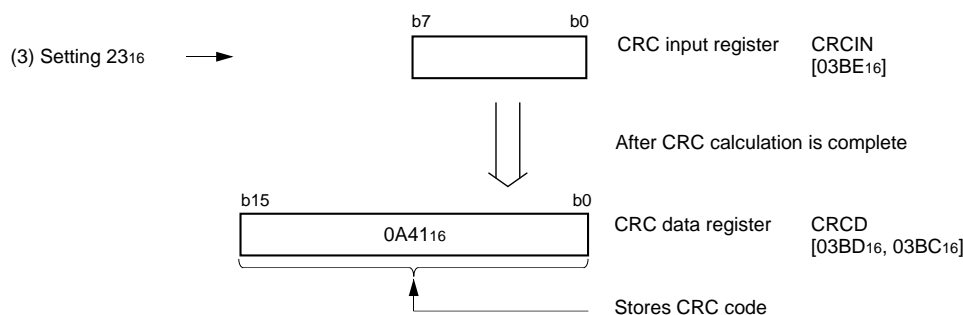 b7 b0
(3) Setting 2316
CRC input register CRCIN
[03BE16]
After CRC calculation is complete
b15 b0
0A4116
CRC data register CRCD
[03BD16, 03BC16]
Stores CRC code